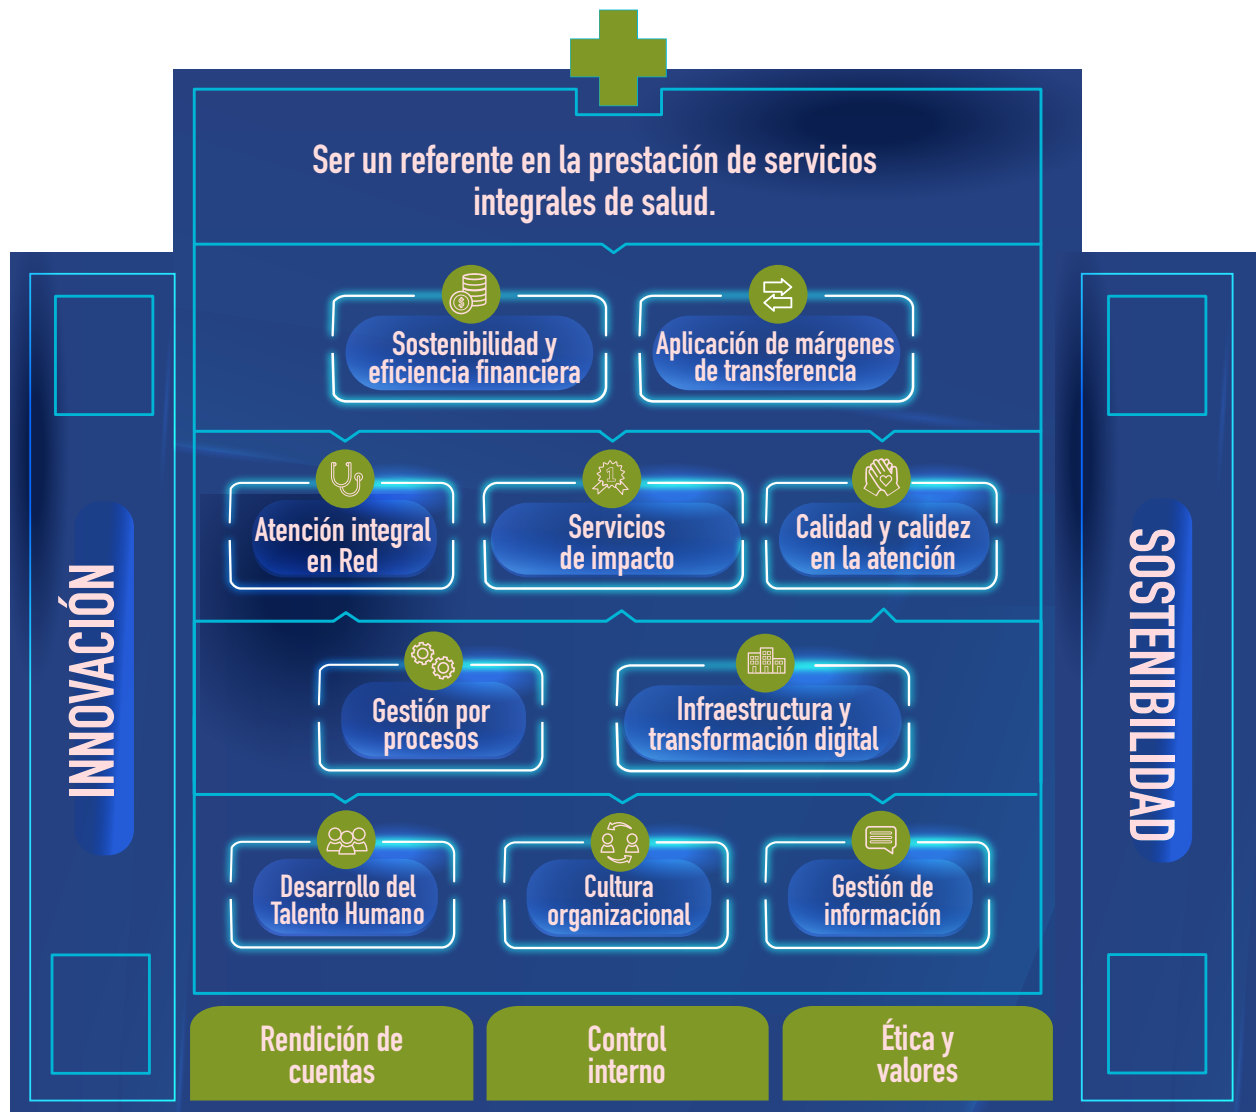 Ser un referente en la prestación de servicios
integrales de salud.
$
Sostenibilidad y
eficiencia financiera
Aplicación de márgenes
de transferencia
Atención integral
en Red
1
Servicios
de impacto
Calidad y calidez
en la atención
INNOVACIÓN
SOSTENIBILIDAD
Gestión por
procesos
Infraestructura y
transformación digital
Desarrollo del
Talento Humano
Cultura
organizacional
Gestión de
información
Rendición de
cuentas
Control
interno
Ética y
valores